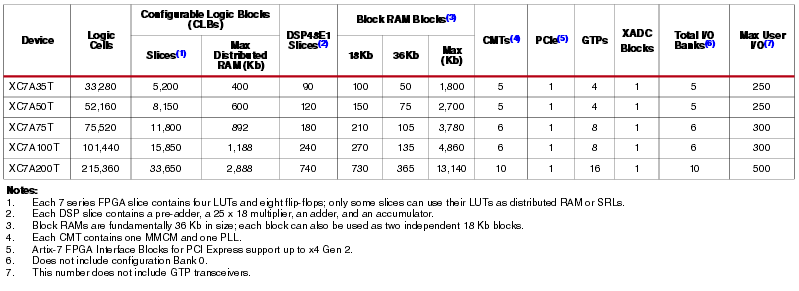 Device Logic Cells Configurable Logic Blocks (CLBs) DSP48E1 Slices(2) Block RAM Blocks(3) CMTs(4) PCIe(5) GTPs XADC Blocks Total I/O Banks(6) Max User I/O(7)
Slices(1) Max Distributed RAM (Kb) 18Kb 36Kb Max (Kb)
XC7A35T 33,280 5,200 400 90 100 50 1,800 5 1 4 1 5 250
XC7A50T 52,160 8,150 600 120 150 75 2,700 5 1 4 1 5 250
XC7A75T 75,520 11,800 892 180 210 105 3,780 6 1 8 1 6 300
XC7A100T 101,440 15,850 1,188 240 270 135 4,860 6 1 8 1 6 300
XC7A200T 215,360 33,650 2,888 740 730 365 13,140 10 1 16 1 10 500
Notes:
1. Each 7 series FPGA slice contains four LUTs and eight flip-flops; only some slices can use their LUTs as distributed RAM or SRLs.
2. Each DSP slice contains a pre-adder, a 25 x 18 multiplier, an adder, and an accumulator.
3. Block RAMs are fundamentally 36 Kb in size; each block can also be used as two independent 18 Kb blocks.
4. Each CMT contains one MMCM and one PLL.
5. Artix-7 FPGA Interface Blocks for PCI Express support up to x4 Gen 2.
6. Does not include configuration Bank 0.
7. This number does not include GTP transceivers.